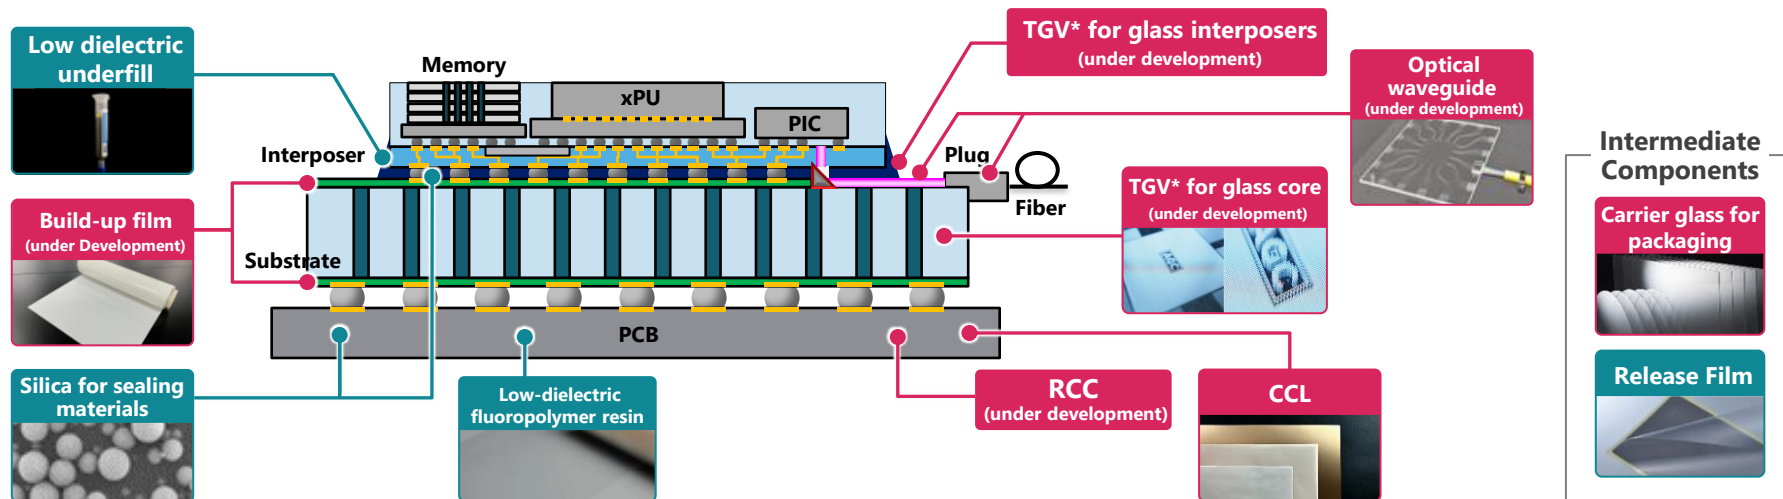 Low dielectric
underfill
Build-up film
(under Development)
Silica for sealing
materials
Memory
xPU
PIC
Interposer
Substrate
PCB
Plug
Fiber
Low-dielectric
fluoropolymer resin
TGV* for glass interposers
(under development)
Optical
waveguide
(under development)
TGV* for glass core
(under development)
RCC
(under development)
CCL
Intermediate
Components
Carrier glass for
packaging
Release Film